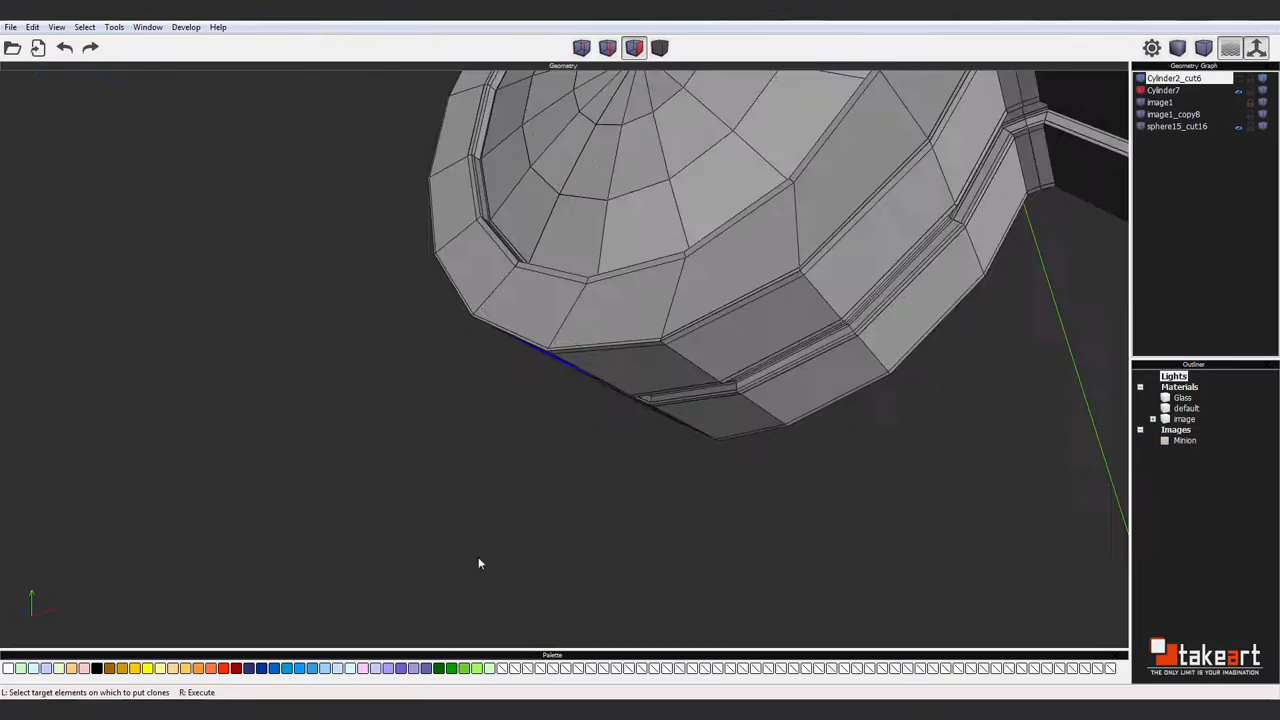 File Edit View Select Tools Window Develop Help
Geometry
Geometry Graph
Cylinder2_cut6
Cylinder7
image1
image1_copy8
sphere15_cut16
Outliner
Lights
Materials
Glass
default
image
Images
Minion
takeart
THE ONLY LIMIT IS YOUR IMAGINATION
Palette
L: Select target elements on which to put clones R: Execute